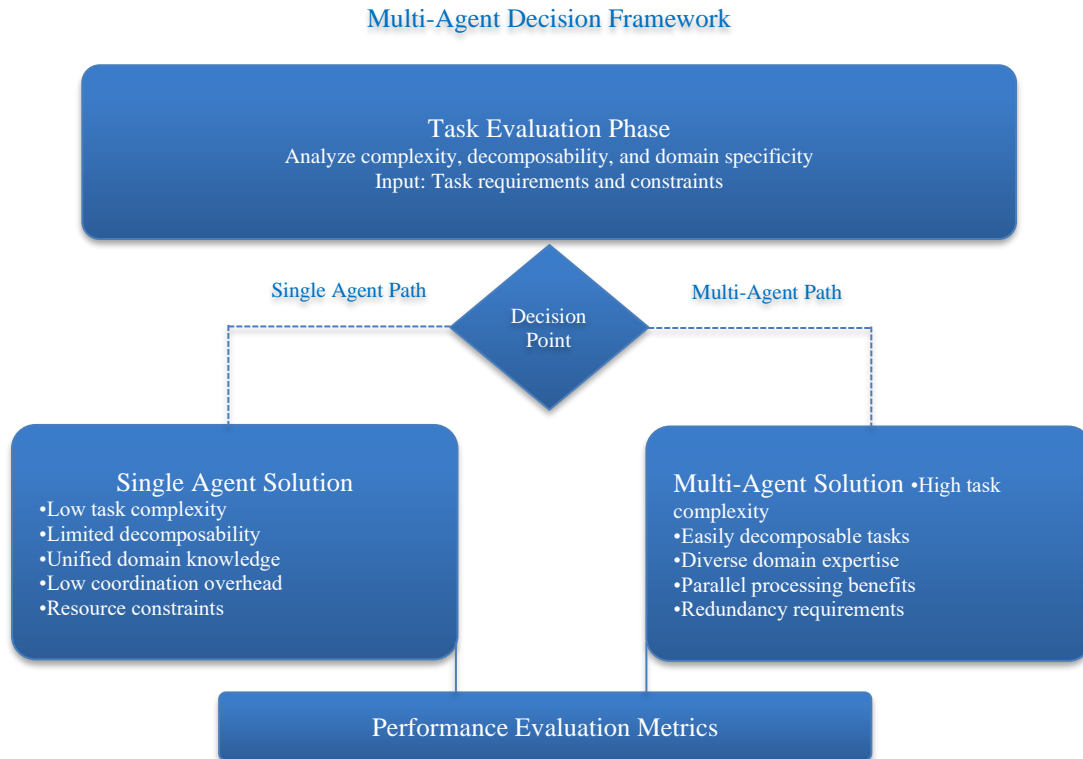 Multi-Agent Decision Framework
Task Evaluation Phase
Analyze complexity, decomposability, and domain specificity
Input: Task requirements and constraints
Single Agent Path
Multi-Agent Path
Decision
Point
Single Agent Solution
•Low task complexity
•Limited decomposability
•Unified domain knowledge
•Low coordination overhead
•Resource constraints
Multi-Agent Solution •High task
complexity
•Easily decomposable tasks
•Diverse domain expertise
•Parallel processing benefits
•Redundancy requirements
Performance Evaluation Metrics